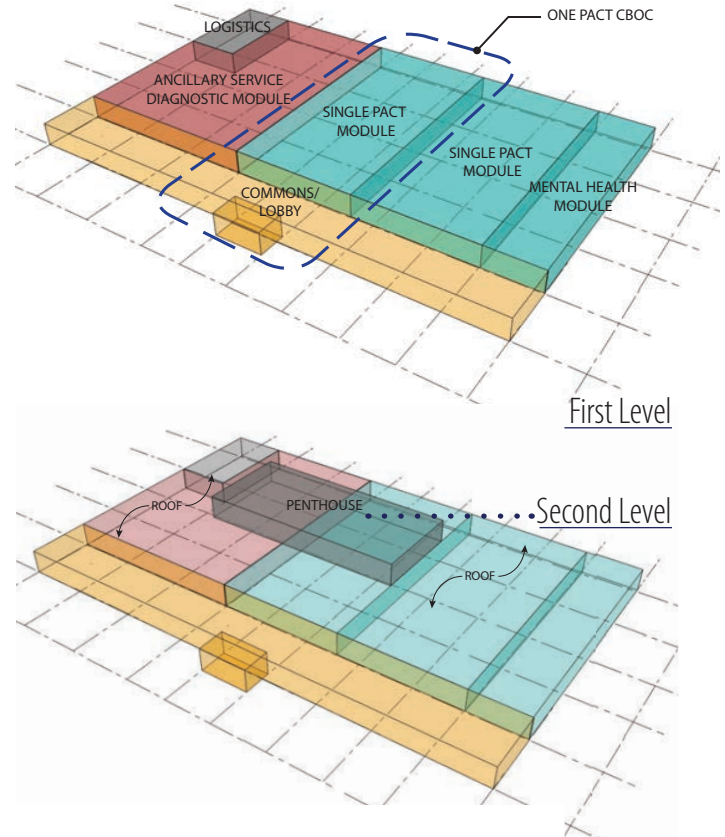 ONE PACT CBOC
LOGISTICS
ANCILLARY SERVICE
DIAGNOSTIC MODULE
SINGLE PACT
MODULE
SINGLE PACT
MODULE
MENTAL HEALTH
MODULE
COMMONS/
LOBBY
First Level
PENTHOUSE
ROOF
Second Level
ROOF